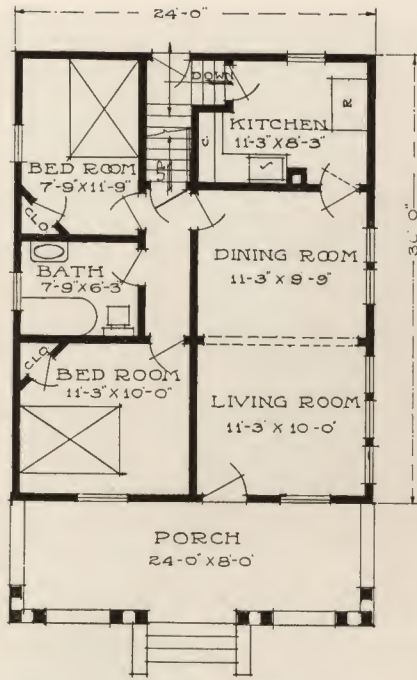 24'-0"
DOWN
KITCHEN
11'-3"X8'-3"
R
C.
S
UP
BED ROOM
7'-9"X11'-9"
CLO.
BATH
7'-9"X6'-3"
DINING ROOM
11'-3"X9'-9"
CLO.
BED ROOM
11'-3"X10'-0"
LIVING ROOM
11'-3"X10'-0"
PORCH
24'-0"X8'-0"